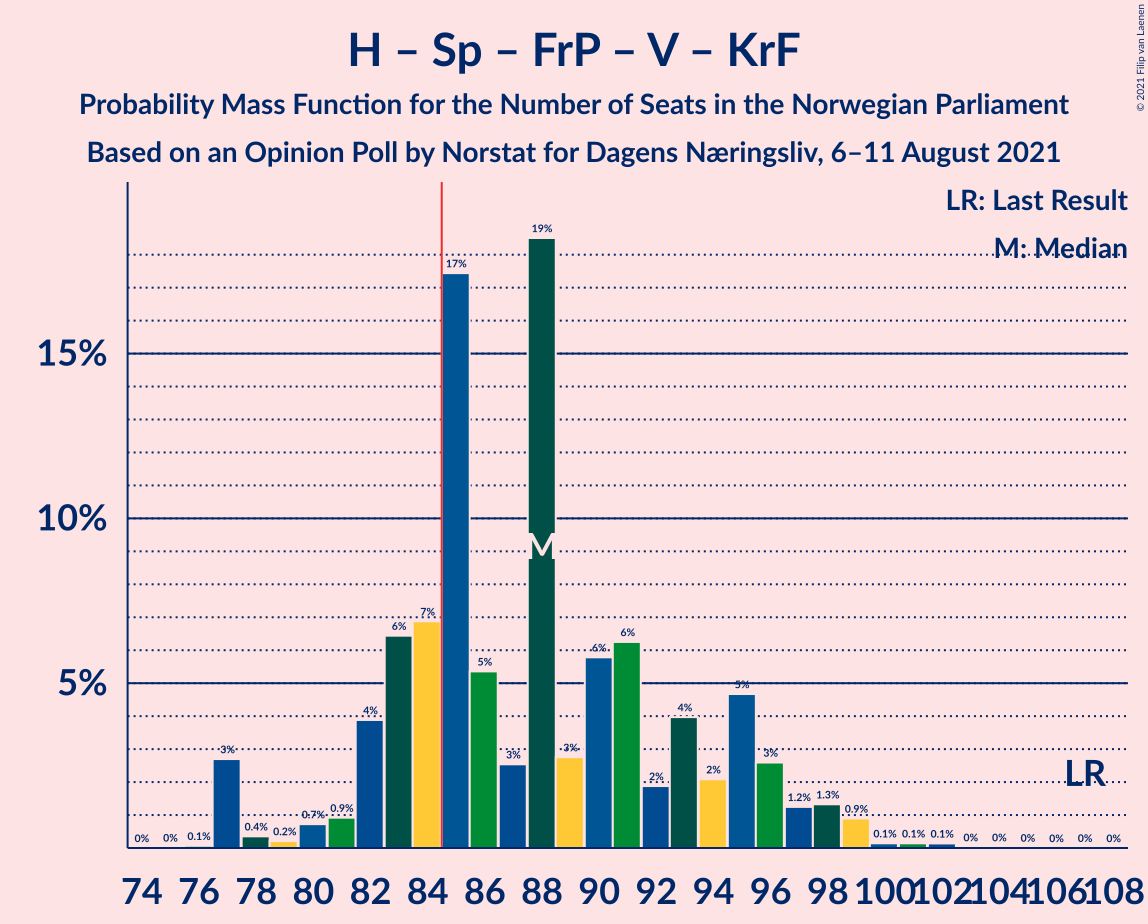 H – Sp – FrP – V – KrF
Probability Mass Function for the Number of Seats in the Norwegian Parliament
Based on an Opinion Poll by Norstat for Dagens Næringsliv, 6–11 August 2021
© 2021 Filip van Laenen
LR: Last Result
M: Median
15%
10%
5%
0% 0% 0.1% 3% 0.4% 0.2% 0.7% 0.9% 4% 6% 7% 17% 5% 3% 19% 3% 6% 6% 2% 4% 2% 5% 3% 1.2% 1.3% 0.9% 0.1% 0.1% 0.1% 0% 0% 0% 0% 0% 0%
M
LR
74 76 78 80 82 84 86 88 90 92 94 96 98 100 102 104 106 108